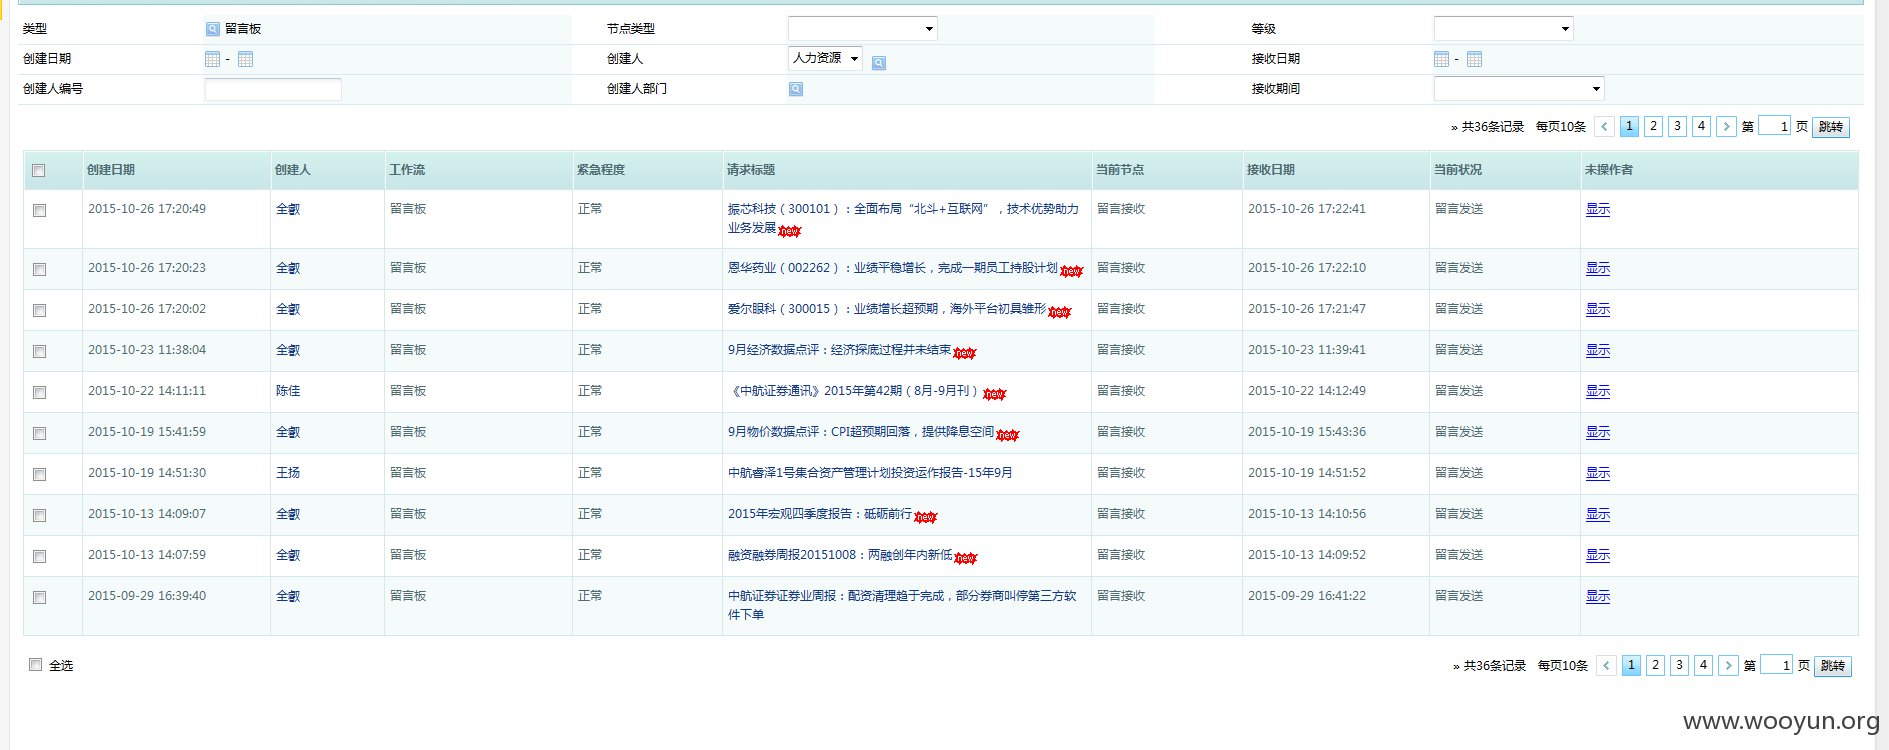 类型 留言板 节点类型 等级
创建日期 - 创建人 人力资源 接收日期 -
创建人编号 创建人部门 接收期间
» 共36条记录 每页10条 < 1 2 3 4 > 第 1 页 跳转
创建日期 创建人 工作流 紧急程度 请求标题 当前节点 接收日期 当前状况 未操作者
2015-10-26 17:20:49 全叡 留言板 正常 振芯科技（300101）：全面布局“北斗+互联网”，技术优势助力 留言接收 2015-10-26 17:22:41 留言发送 显示
业务发展 new
2015-10-26 17:20:23 全叡 留言板 正常 恩华药业（002262）：业绩平稳增长，完成一期员工持股计划 new 留言接收 2015-10-26 17:22:10 留言发送 显示
2015-10-26 17:20:02 全叡 留言板 正常 爱尔眼科（300015）：业绩增长超预期，海外平台初具雏形 new 留言接收 2015-10-26 17:21:47 留言发送 显示
2015-10-23 11:38:04 全叡 留言板 正常 9月经济数据点评：经济探底过程并未结束 new 留言接收 2015-10-23 11:39:41 留言发送 显示
2015-10-22 14:11:11 陈佳 留言板 正常 《中航证券通讯》2015年第42期（8月-9月刊） new 留言接收 2015-10-22 14:12:49 留言发送 显示
2015-10-19 15:41:59 全叡 留言板 正常 9月物价数据点评：CPI超预期回落，提供降息空间 new 留言接收 2015-10-19 15:43:36 留言发送 显示
2015-10-19 14:51:30 王扬 留言板 正常 中航睿泽1号集合资产管理计划投资运作报告-15年9月 留言接收 2015-10-19 14:51:52 留言发送 显示
2015-10-13 14:09:07 全叡 留言板 正常 2015年宏观四季度报告：砥砺前行 new 留言接收 2015-10-13 14:10:56 留言发送 显示
2015-10-13 14:07:59 全叡 留言板 正常 融资融券周报20151008：两融创年内新低 new 留言接收 2015-10-13 14:09:52 留言发送 显示
2015-09-29 16:39:40 全叡 留言板 正常 中航证券证券业周报：配资清理趋于完成，部分券商叫停第三方软 留言接收 2015-09-29 16:41:22 留言发送 显示
件下单
全选 » 共36条记录 每页10条 < 1 2 3 4 > 第 1 页 跳转
www.wooyun.org